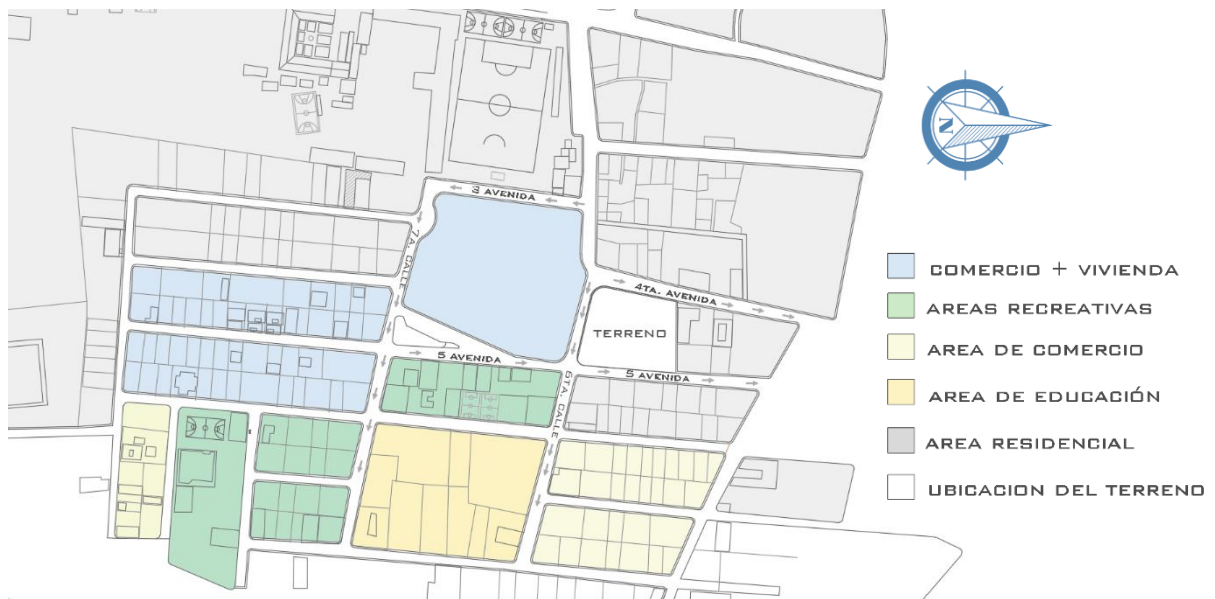 3 AVENIDA
7A. CALLE
4TA. AVENIDA
TERRENO
5 AVENIDA
5 AVENIDA
6TA. CALLE
N
COMERCIO + VIVIENDA
AREAS RECREATIVAS
AREA DE COMERCIO
AREA DE EDUCACIÓN
AREA RESIDENCIAL
UBICACION DEL TERRENO